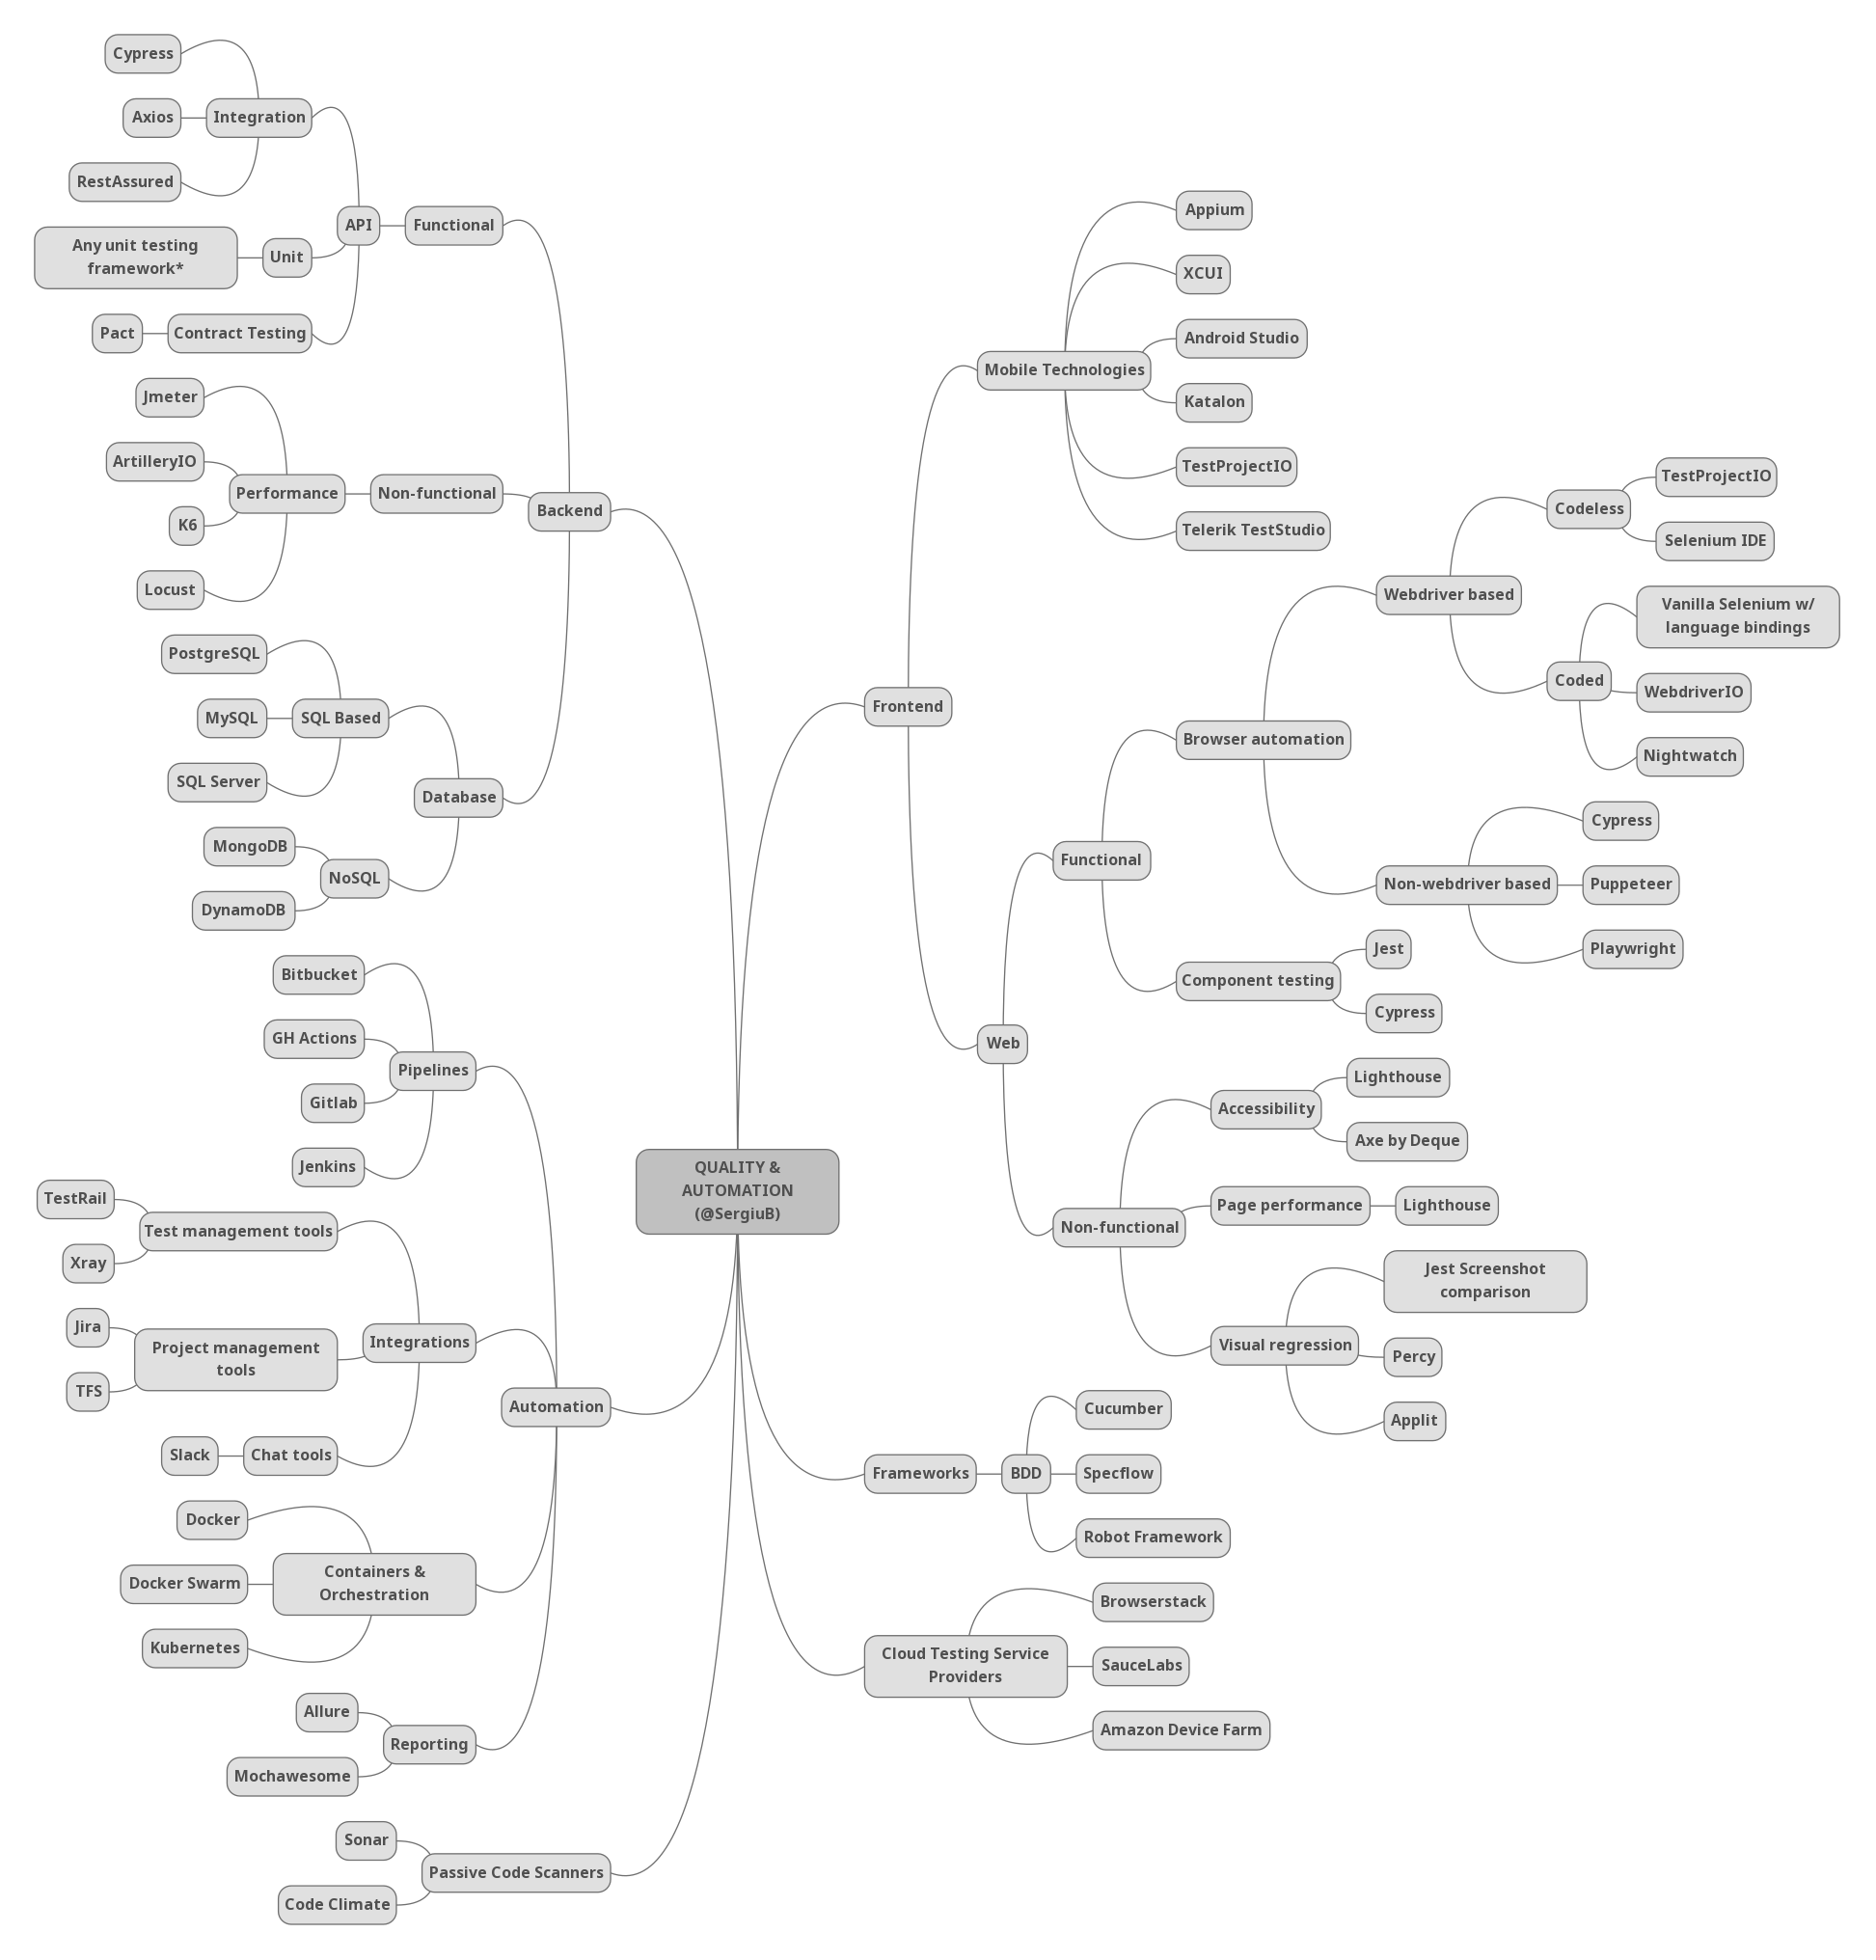 QUALITY &
AUTOMATION
(@SergiuB)
Backend
Functional
API
Integration
Cypress
Axios
RestAssured
Unit
Any unit testing
framework*
Contract Testing
Pact
Non-functional
Performance
Jmeter
ArtilleryIO
K6
Locust
Database
SQL Based
PostgreSQL
MySQL
SQL Server
NoSQL
MongoDB
DynamoDB
Automation
Pipelines
Bitbucket
GH Actions
Gitlab
Jenkins
Integrations
Test management tools
TestRail
Xray
Project management
tools
Jira
TFS
Chat tools
Slack
Containers &
Orchestration
Docker
Docker Swarm
Kubernetes
Reporting
Allure
Mochawesome
Passive Code Scanners
Sonar
Code Climate
Frontend
Mobile Technologies
Appium
XCUI
Android Studio
Katalon
TestProjectIO
Telerik TestStudio
Web
Functional
Browser automation
Webdriver based
Codeless
TestProjectIO
Selenium IDE
Coded
Vanilla Selenium w/
language bindings
WebdriverIO
Nightwatch
Non-webdriver based
Cypress
Puppeteer
Playwright
Component testing
Jest
Cypress
Non-functional
Accessibility
Lighthouse
Axe by Deque
Page performance
Lighthouse
Visual regression
Jest Screenshot
comparison
Percy
Applit
Frameworks
BDD
Cucumber
Specflow
Robot Framework
Cloud Testing Service
Providers
Browserstack
SauceLabs
Amazon Device Farm